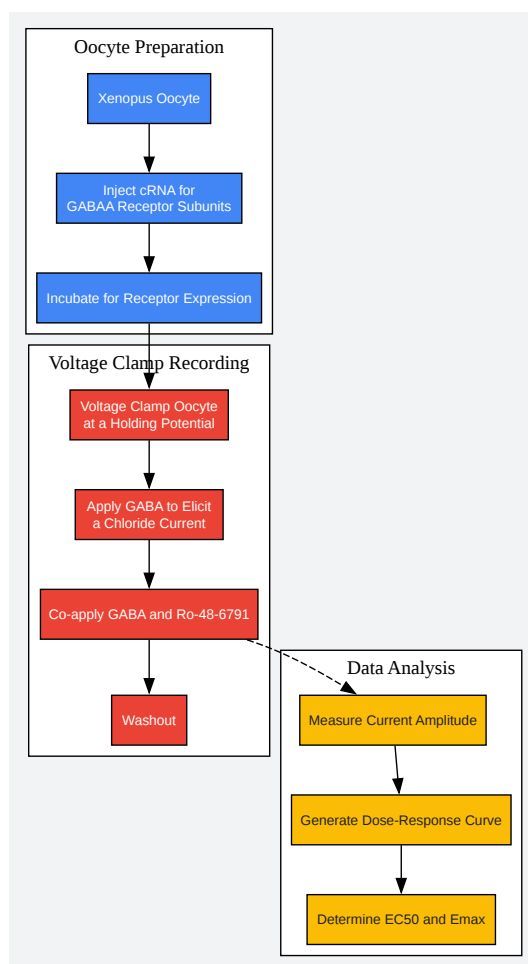 Oocyte Preparation
Xenopus Oocyte
Inject cRNA for
GABAA Receptor Subunits
Incubate for Receptor Expression
Voltage Clamp Recording
Voltage Clamp Oocyte
at a Holding Potential
Apply GABA to Elicit
a Chloride Current
Co-apply GABA and Ro-48-6791
Washout
Data Analysis
Measure Current Amplitude
Generate Dose-Response Curve
Determine EC50 and Emax